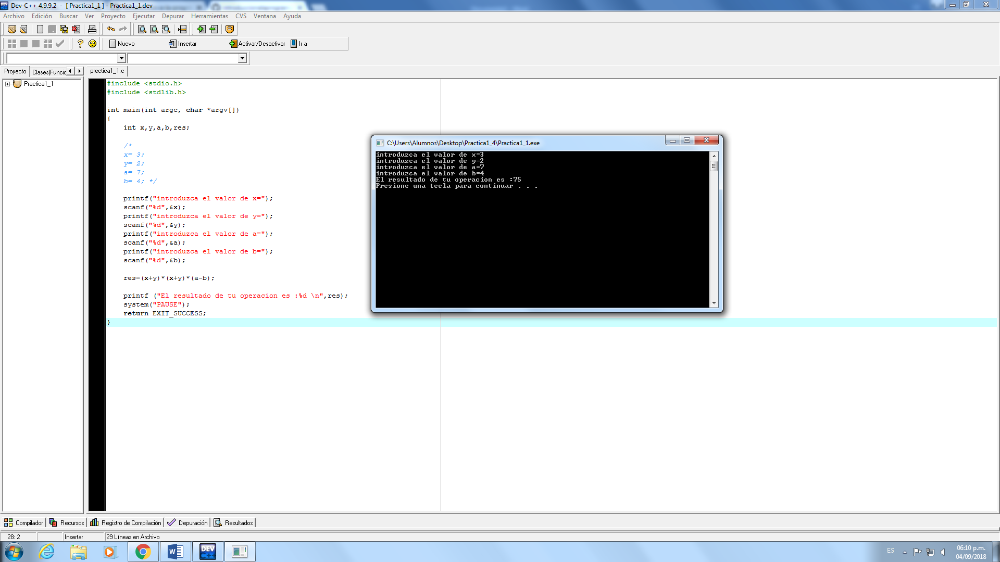 Dev-C++ 4.9.9.2 - [ Practica1_1 ] - Practica1_1.dev
Archivo Edición Buscar Ver Proyecto Ejecutar Depurar Herramientas CVS Ventana Ayuda
Nuevo Insertar Activar/Desactivar Ir a
Proyecto Clases(Funcic prectica1_1.c
Practica1_1
#include <stdio.h>
#include <stdlib.h>
int main(int argc, char *argv[])
{
int x,y,a,b,res;
/*
x= 3;
y= 2;
a= 7;
b= 4; */
printf("introduzca el valor de x=");
scanf("%d",&x);
printf("introduzca el valor de y=");
scanf("%d",&y);
printf("introduzca el valor de a=");
scanf("%d",&a);
printf("introduzca el valor de b=");
scanf("%d",&b);
res=(x+y)*(x+y)*(a-b);
printf ("El resultado de tu operacion es :%d \n",res);
system("PAUSE");
return EXIT_SUCCESS;
}
C:\Users\Alumnos\Desktop\Practica1_4\Practica1_1.exe
introduzca el valor de x=3
introduzca el valor de y=2
introduzca el valor de a=7
introduzca el valor de b=4
El resultado de tu operacion es :75
Presione una tecla para continuar . . .
Compilador Recursos Registro de Compilación Depuración Resultados
28: 2 Insertar 29 Líneas en Archivo
DEV C++
ES
06:10 p.m.
04/09/2018